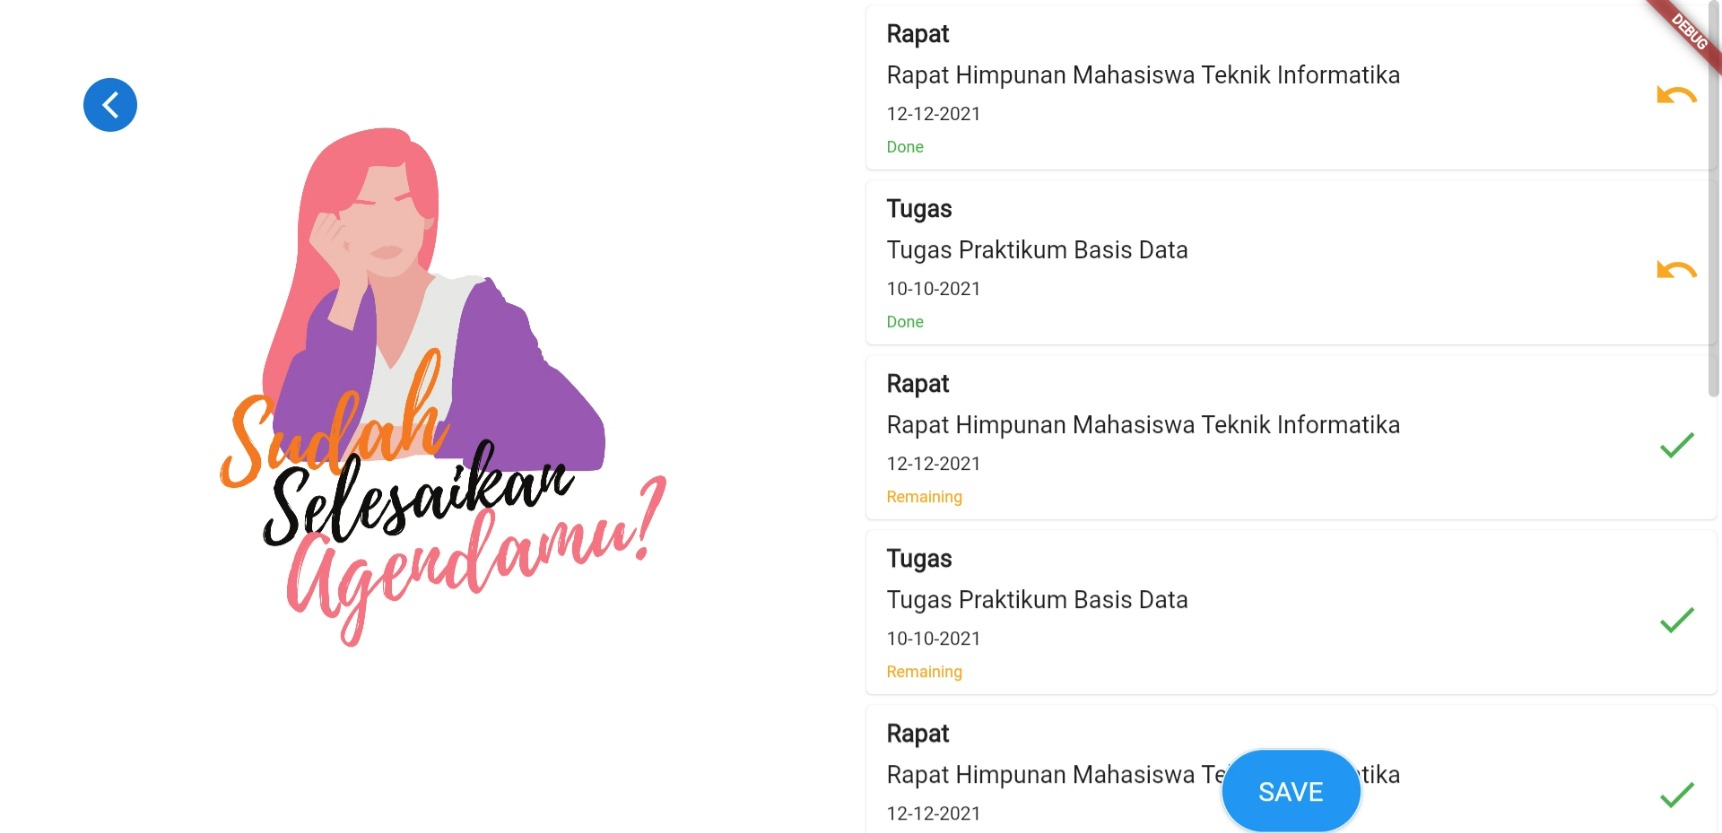 Sudah
Selesaikan
Agendamu?
Rapat
Rapat Himpunan Mahasiswa Teknik Informatika
12-12-2021
Done
Tugas
Tugas Praktikum Basis Data
10-10-2021
Done
Rapat
Rapat Himpunan Mahasiswa Teknik Informatika
12-12-2021
Remaining
Tugas
Tugas Praktikum Basis Data
10-10-2021
Remaining
Rapat
Rapat Himpunan Mahasiswa Te tika
12-12-2021
SAVE
DEBUG